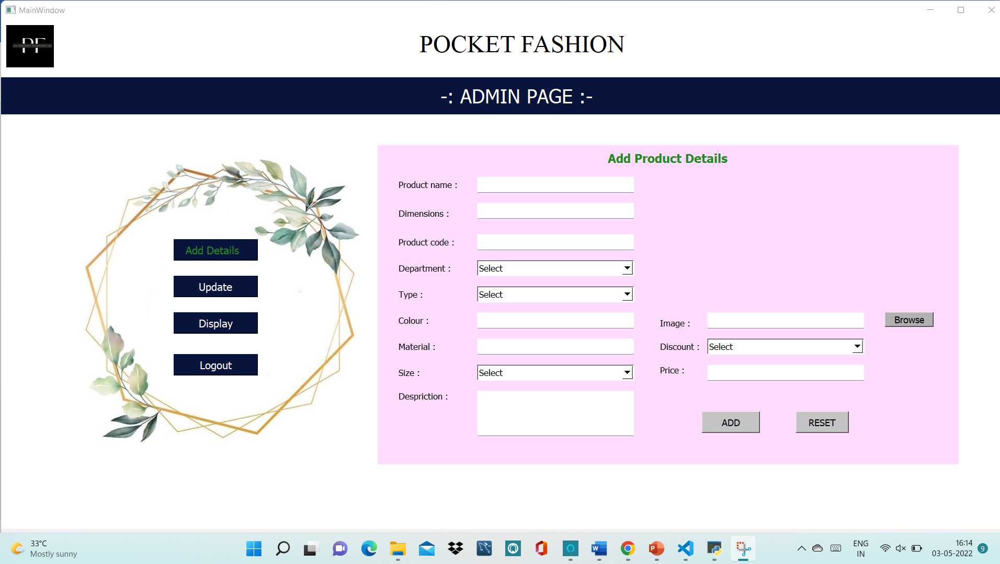 MainWindow
PF
POCKET FASHION
POCKET FASHION
-: ADMIN PAGE :-
Add Details
Update
Display
Logout
Add Product Details
Product name :
Dimensions :
Product code :
Department : Select
Type : Select
Colour :
Material :
Size : Select
Despriction :
Image : Browse
Discount : Select
Price :
ADD RESET
33°C
Mostly sunny
ENG
IN
16:14
03-05-2022
9